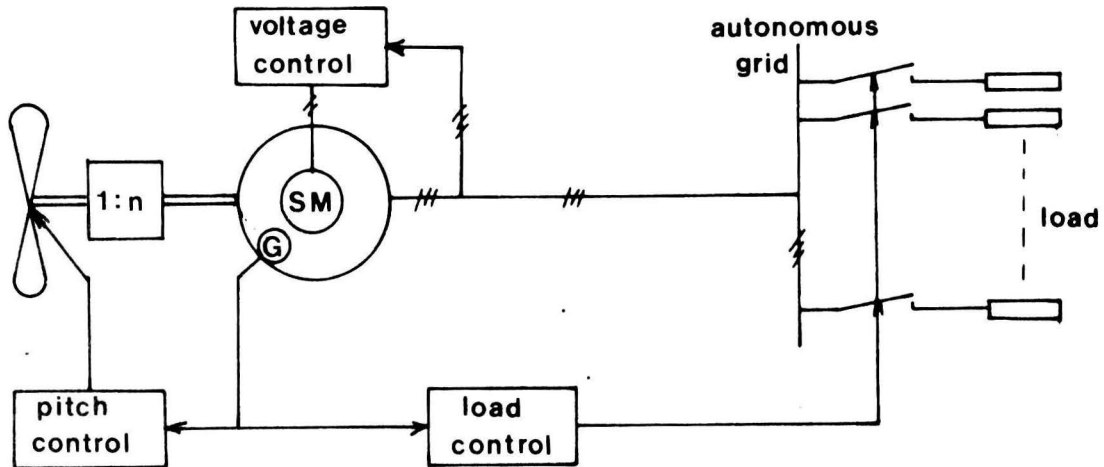 voltage
control
autonomous
grid
1:n
SM
G
load
pitch
control
load
control